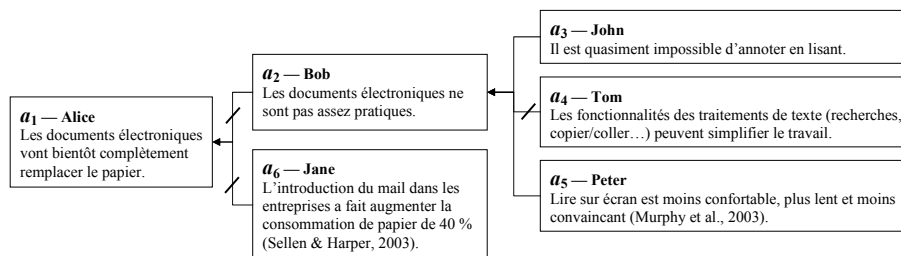 a1 — Alice
Les documents électroniques
vont bientôt complètement
remplacer le papier.
a2 — Bob
Les documents électroniques ne
sont pas assez pratiques.
a6 — Jane
L’introduction du mail dans les
entreprises a fait augmenter la
consommation de papier de 40 %
(Sellen & Harper, 2003).
a3 — John
Il est quasiment impossible d’annoter en lisant.
a4 — Tom
Les fonctionnalités des traitements de texte (recherches,
copier/coller…) peuvent simplifier le travail.
a5 — Peter
Lire sur écran est moins confortable, plus lent et moins
convaincant (Murphy et al., 2003).